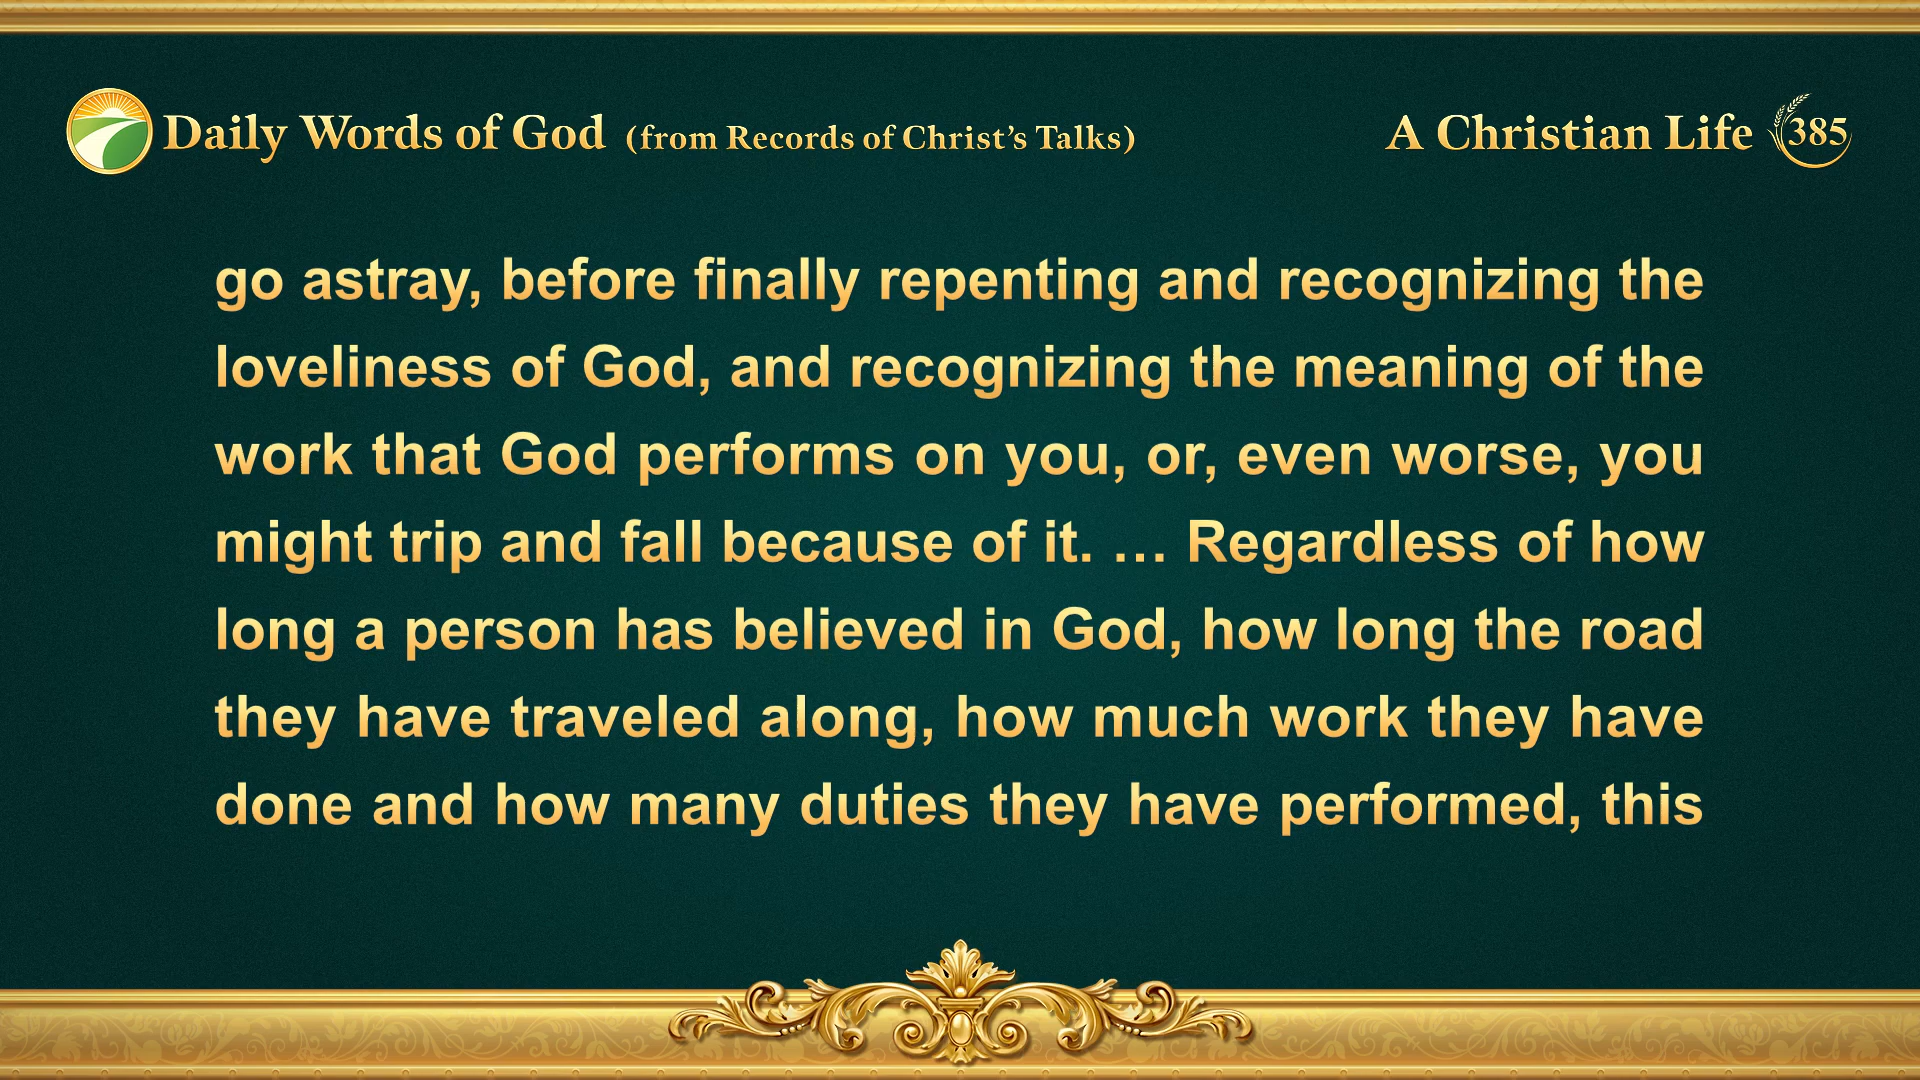 Daily Words of God (from Records of Christ's Talks)
A Christian Life 385
go astray, before finally repenting and recognizing the
loveliness of God, and recognizing the meaning of the
work that God performs on you, or, even worse, you
might trip and fall because of it. … Regardless of how
long a person has believed in God, how long the road
they have traveled along, how much work they have
done and how many duties they have performed, this